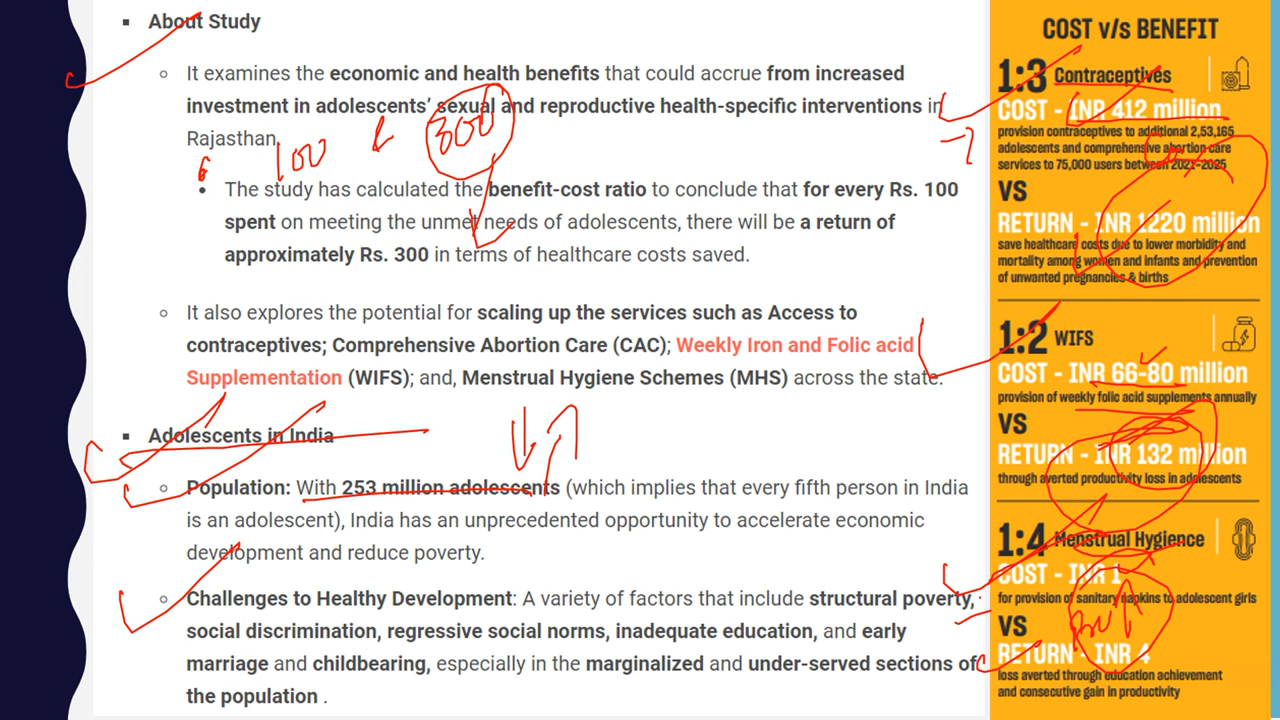 About Study
It examines the economic and health benefits that could accrue from increased
investment in adolescents' sexual and reproductive health-specific interventions in
Rajasthan.
100
300
The study has calculated the benefit-cost ratio to conclude that for every Rs. 100
spent on meeting the unmet needs of adolescents, there will be a return of
approximately Rs. 300 in terms of healthcare costs saved.
It also explores the potential for scaling up the services such as Access to
contraceptives; Comprehensive Abortion Care (CAC); Weekly Iron and Folic acid
Supplementation (WIFS); and, Menstrual Hygiene Schemes (MHS) across the state.
Adolescents in India
Population: With 253 million adolescents (which implies that every fifth person in India
is an adolescent), India has an unprecedented opportunity to accelerate economic
development and reduce poverty.
Challenges to Healthy Development: A variety of factors that include structural poverty,
social discrimination, regressive social norms, inadequate education, and early
marriage and childbearing, especially in the marginalized and under-served sections of
the population .
COST v/s BENEFIT
1:3 Contraceptives
COST - INR 412 million
provision contraceptives to additional 2,53,165
adolescents and comprehensive abortion care
services to 75,000 users between 2021-2025
VS
RETURN - INR 1220 million
save healthcare costs due to lower morbidity and
mortality among women and infants and prevention
of unwanted pregnancies & births
1:2 WIFS
COST - INR 66-80 million
provision of weekly folic acid supplements annually
VS
RETURN - INR 132 million
through averted productivity loss in adolescents
1:4 Menstrual Hygience
COST - INR 1
for provision of sanitary napkins to adolescent girls
VS
RETURN - INR 4
loss averted through education achievement
and consecutive gain in productivity